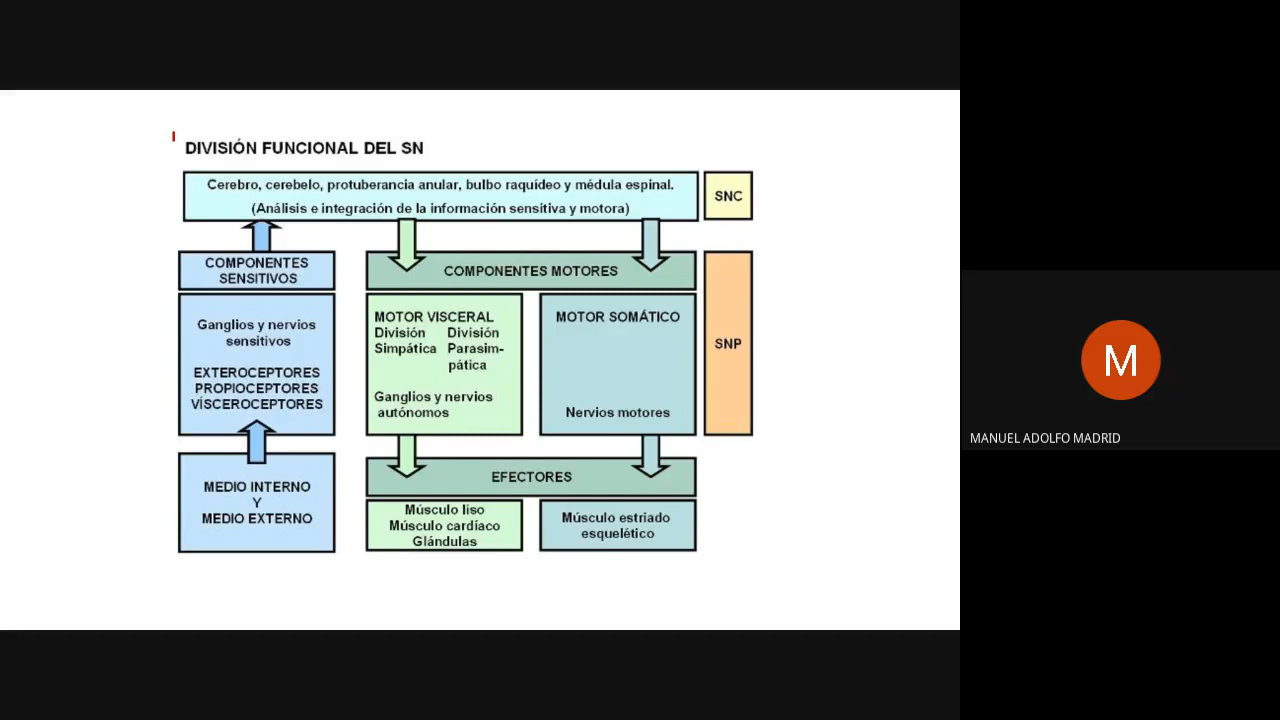 DIVISIÓN FUNCIONAL DEL SN
Cerebro, cerebelo, protuberancia anular, bulbo raquídeo y médula espinal.
(Análisis e integración de la información sensitiva y motora)
SNC
COMPONENTES
SENSITIVOS
COMPONENTES MOTORES
Ganglios y nervios
sensitivos
EXTEROCEPTORES
PROPIOCEPTORES
VÍSCEROCEPTORES
MOTOR VISCERAL
División División
Simpática Parasim-
pática
Ganglios y nervios
autónomos
MOTOR SOMÁTICO
Nervios motores
SNP
MEDIO INTERNO
Y
MEDIO EXTERNO
EFECTORES
Músculo liso
Músculo cardíaco
Glándulas
Músculo estriado
esquelético
M
MANUEL ADOLFO MADRID